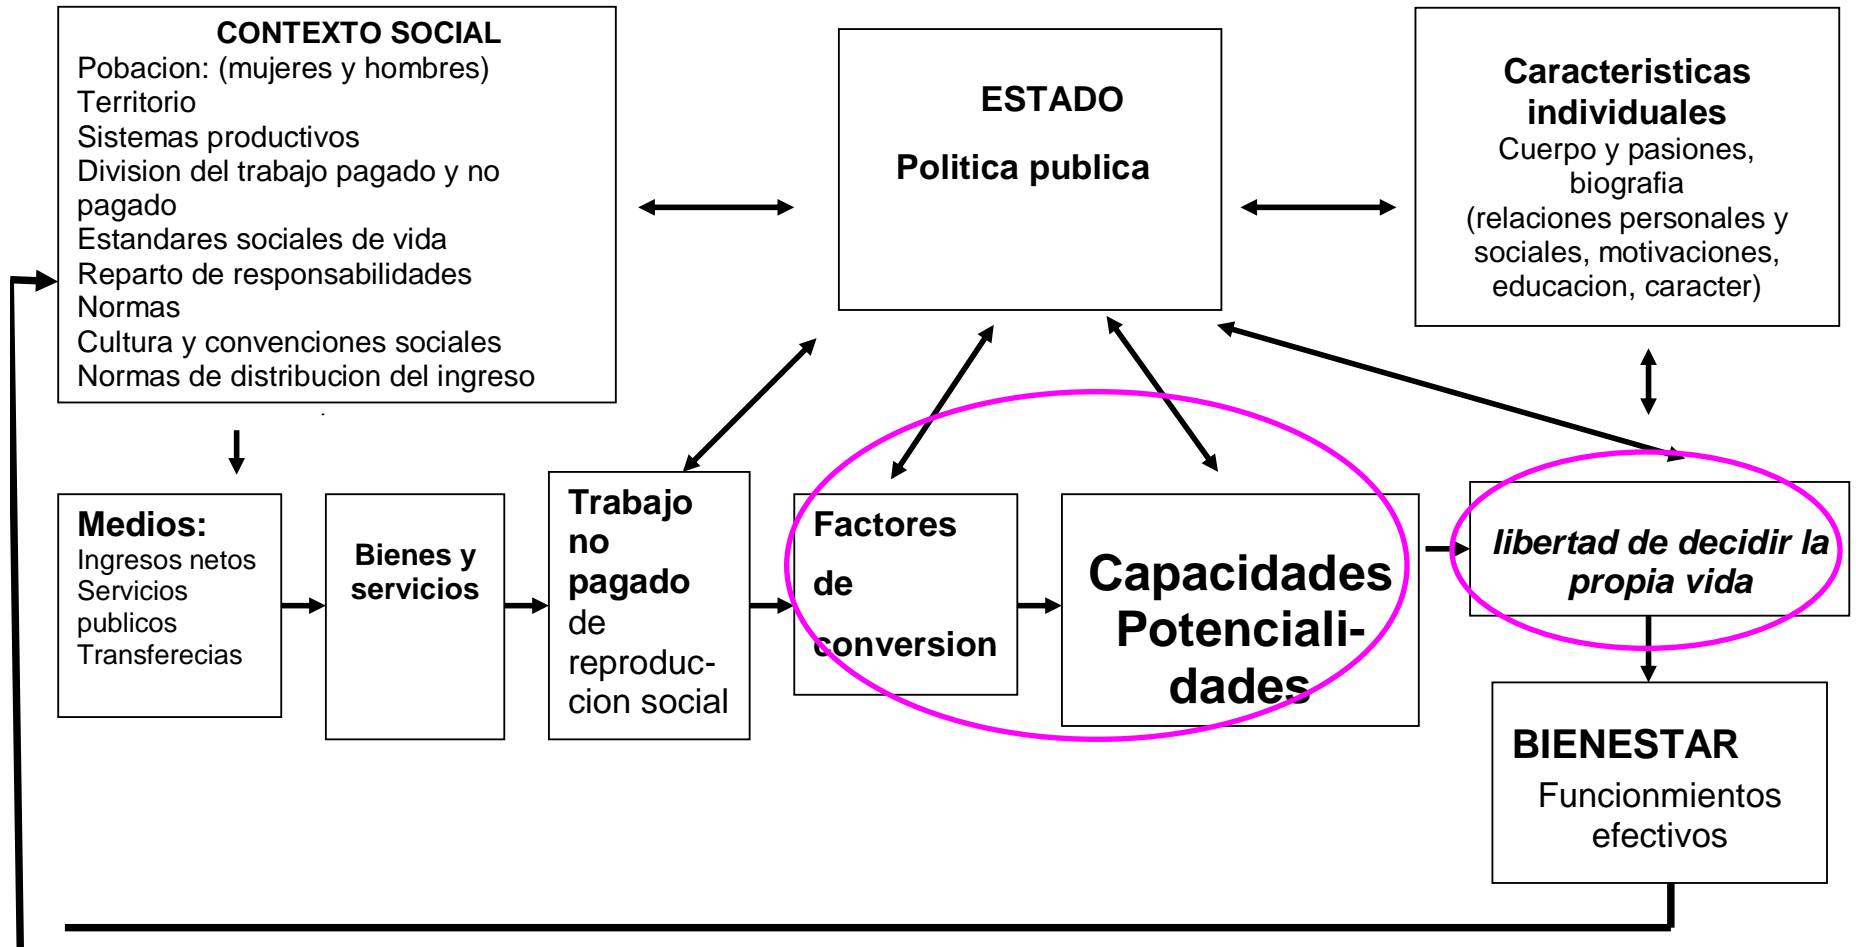 CONTEXTO SOCIAL
Pobacion: (mujeres y hombres)
Territorio
Sistemas productivos
Division del trabajo pagado y no
pagado
Estandares sociales de vida
Reparto de responsabilidades
Normas
Cultura y convenciones sociales
Normas de distribucion del ingreso
.
ESTADO
Politica publica
Caracteristicas
individuales
Cuerpo y pasiones,
biografia
(relaciones personales y
sociales, motivaciones,
educacion, caracter)
Medios:
Ingresos netos
Servicios
publicos
Transferecias
Bienes y
servicios
Trabajo
no
pagado
de
reproduc-
cion social
Factores
de
conversion
Capacidades
Potenciali-
dades
libertad de decidir la
propia vida
BIENESTAR
Funcionmientos
efectivos